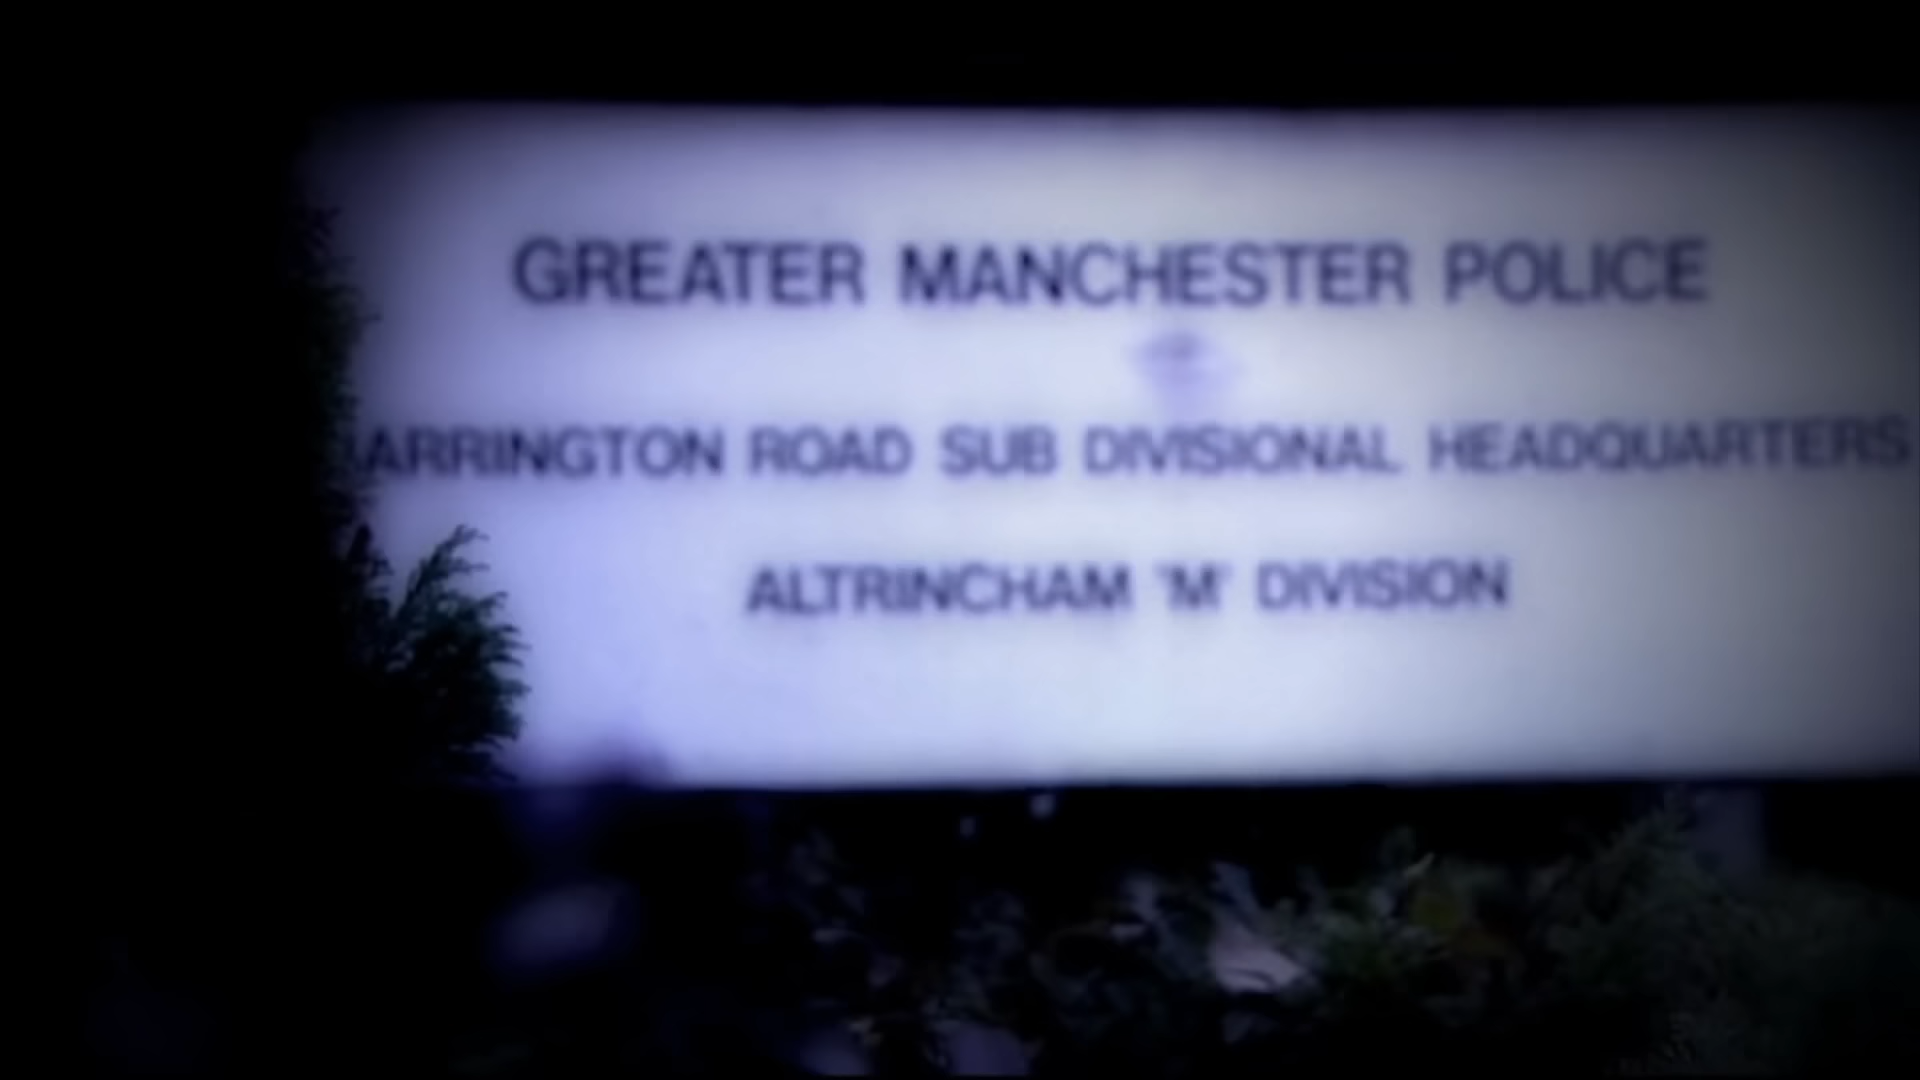 GREATER MANCHESTER POLICE
ARRINGTON ROAD SUB DIVISIONAL HEADQUARTERS
ALTRINCHAM 'M' DIVISION